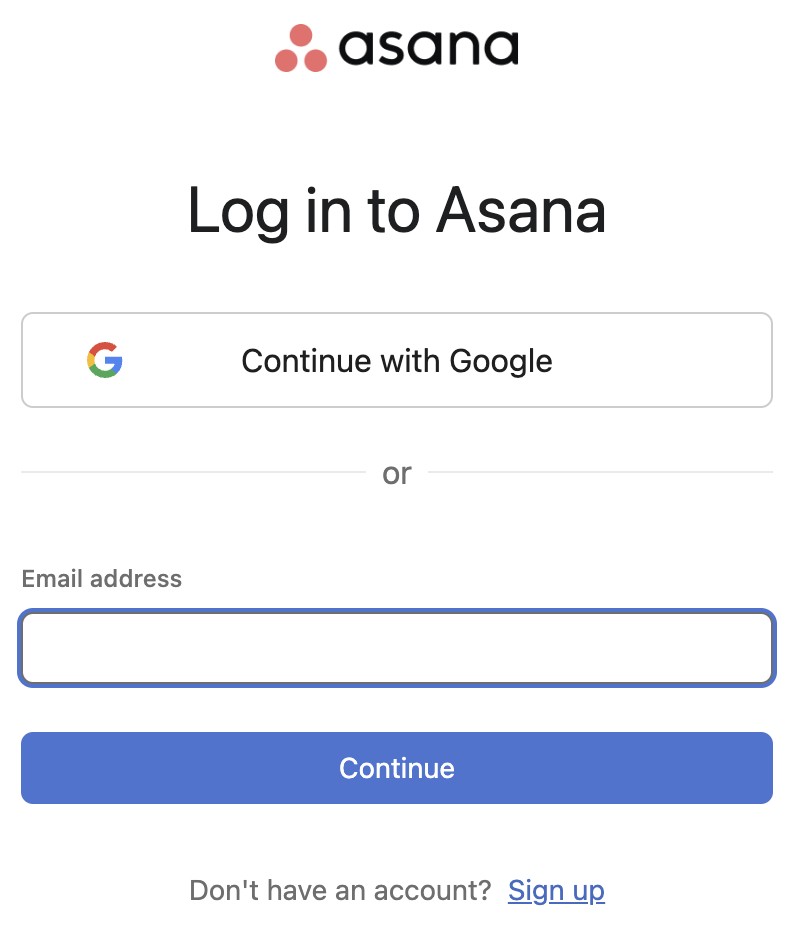 asana
Log in to Asana
Continue with Google
or
Email address
Continue
Don't have an account? Sign up